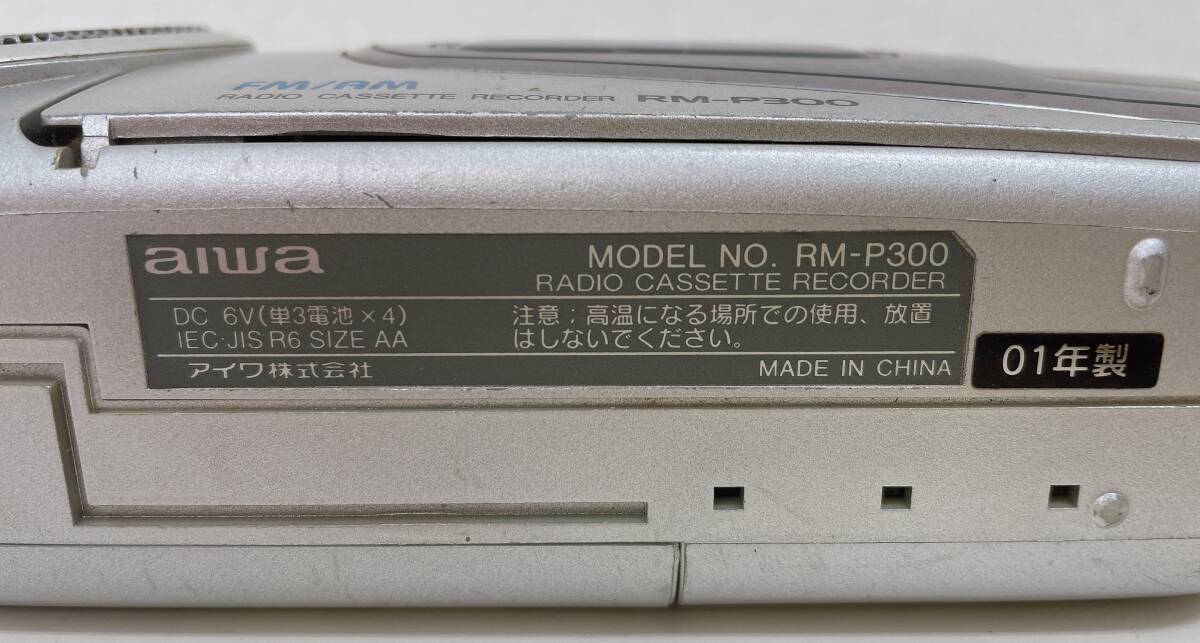 FM/AM
RADIO CASSETTE RECORDER RM-P300
aiwa
MODEL NO. RM-P300
RADIO CASSETTE RECORDER
DC 6V(単3電池×4)
IEC·JIS R6 SIZE AA
注意;高温になる場所での使用、放置
はしないでください。
アイワ株式会社
MADE IN CHINA
01年製